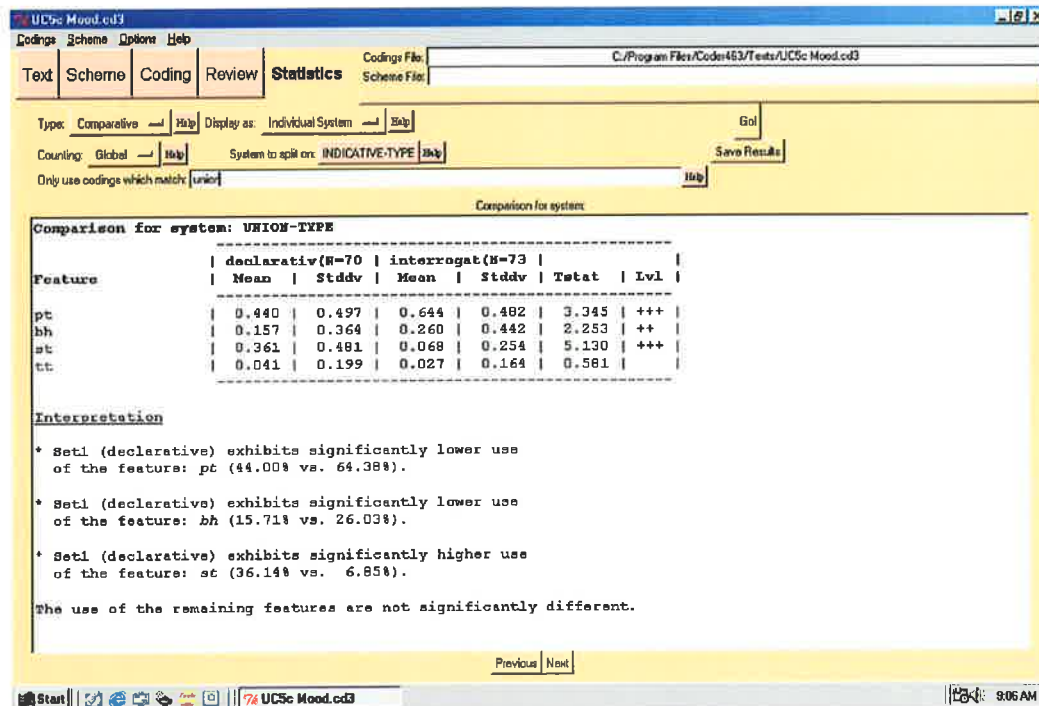 UC5c Mood.cd3
Codings Scheme Options Help
Text Scheme Coding Review Statistics
Codings File: C:/Program Files/Coder463/Texts/UC5c Mood.cd3
Scheme File:
Type: Comparative Help Display as: Individual System Help Go!
Counting: Global Help System to split on: INDICATIVE-TYPE Help Save Results
Only use codings which match: union Help
Comparison for system:
Comparison for system: UNION-TYPE
| declarativ(N=70 | interrogat(N=73 | |
Feature | Mean | Stddv | Mean | Stddv | Tstat | Lvl |
pt | 0.440 | 0.497 | 0.644 | 0.482 | 3.345 | +++ |
bh | 0.157 | 0.364 | 0.260 | 0.442 | 2.253 | ++ |
st | 0.361 | 0.481 | 0.068 | 0.254 | 5.130 | +++ |
tt | 0.041 | 0.199 | 0.027 | 0.164 | 0.581 | |
Interpretation
* Set1 (declarative) exhibits significantly lower use
of the feature: pt (44.00% vs. 64.38%).
* Set1 (declarative) exhibits significantly lower use
of the feature: bh (15.71% vs. 26.03%).
* Set1 (declarative) exhibits significantly higher use
of the feature: st (36.14% vs. 6.85%).
The use of the remaining features are not significantly different.
Previous Next
Start UC5c Mood.cd3 9:06 AM